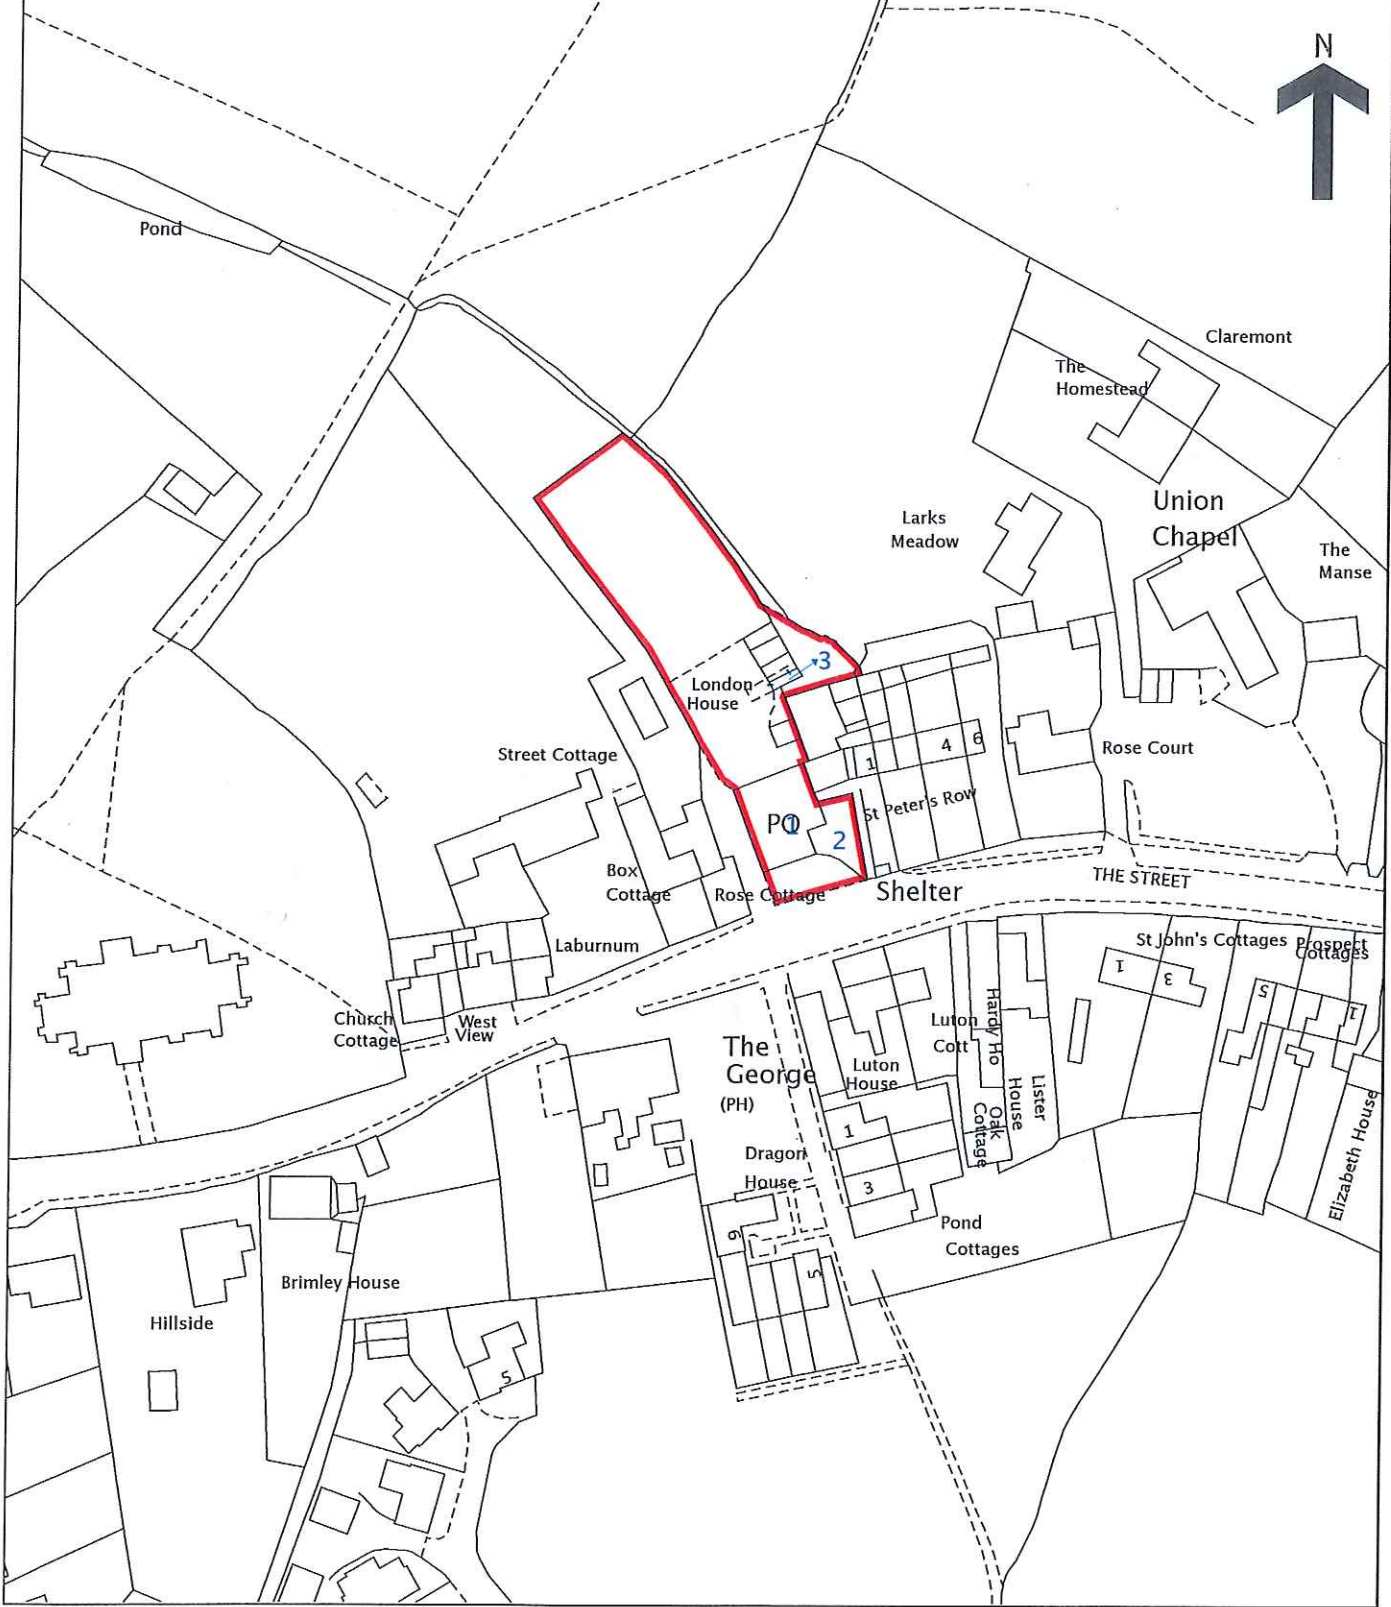 N
Pond
Claremont
The
Homestead
Union
Chapel
Larks
Meadow
The
Manse
3
1
London
House
Street Cottage
1
4
6
Rose Court
St Peter's Row
PO
1
2
Box
Cottage
Rose Cottage
Shelter
THE STREET
Laburnum
St John's Cottages
Prospect
Cottages
1
3
5
1
Church
Cottage
West
View
The
George
(PH)
Luton
Cott
Hardy Ho
Luton
House
Lister
House
Oak
Cottage
1
Dragon
House
3
Elizabeth House
Pond
Cottages
6
5
Brimley House
Hillside
5